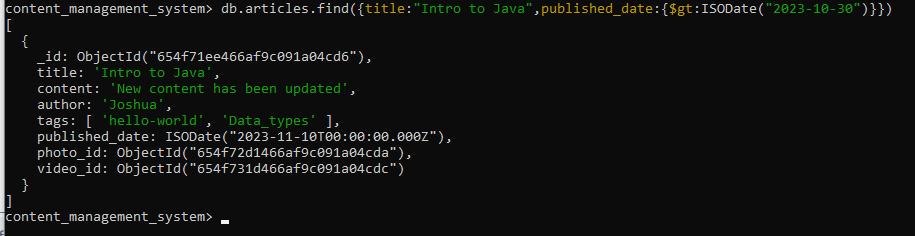 content_management_system> db.articles.find({title:"Intro to Java",published_date:{$gt:ISODate("2023-10-30")}})
[
  {
    _id: ObjectId("654f71ee466af9c091a04cd6"),
    title: 'Intro to Java',
    content: 'New content has been updated',
    author: 'Joshua',
    tags: [ 'hello-world', 'Data_types' ],
    published_date: ISODate("2023-11-10T00:00:00.000Z"),
    photo_id: ObjectId("654f72d1466af9c091a04cda"),
    video_id: ObjectId("654f731d466af9c091a04cdc")
  }
]
content_management_system>